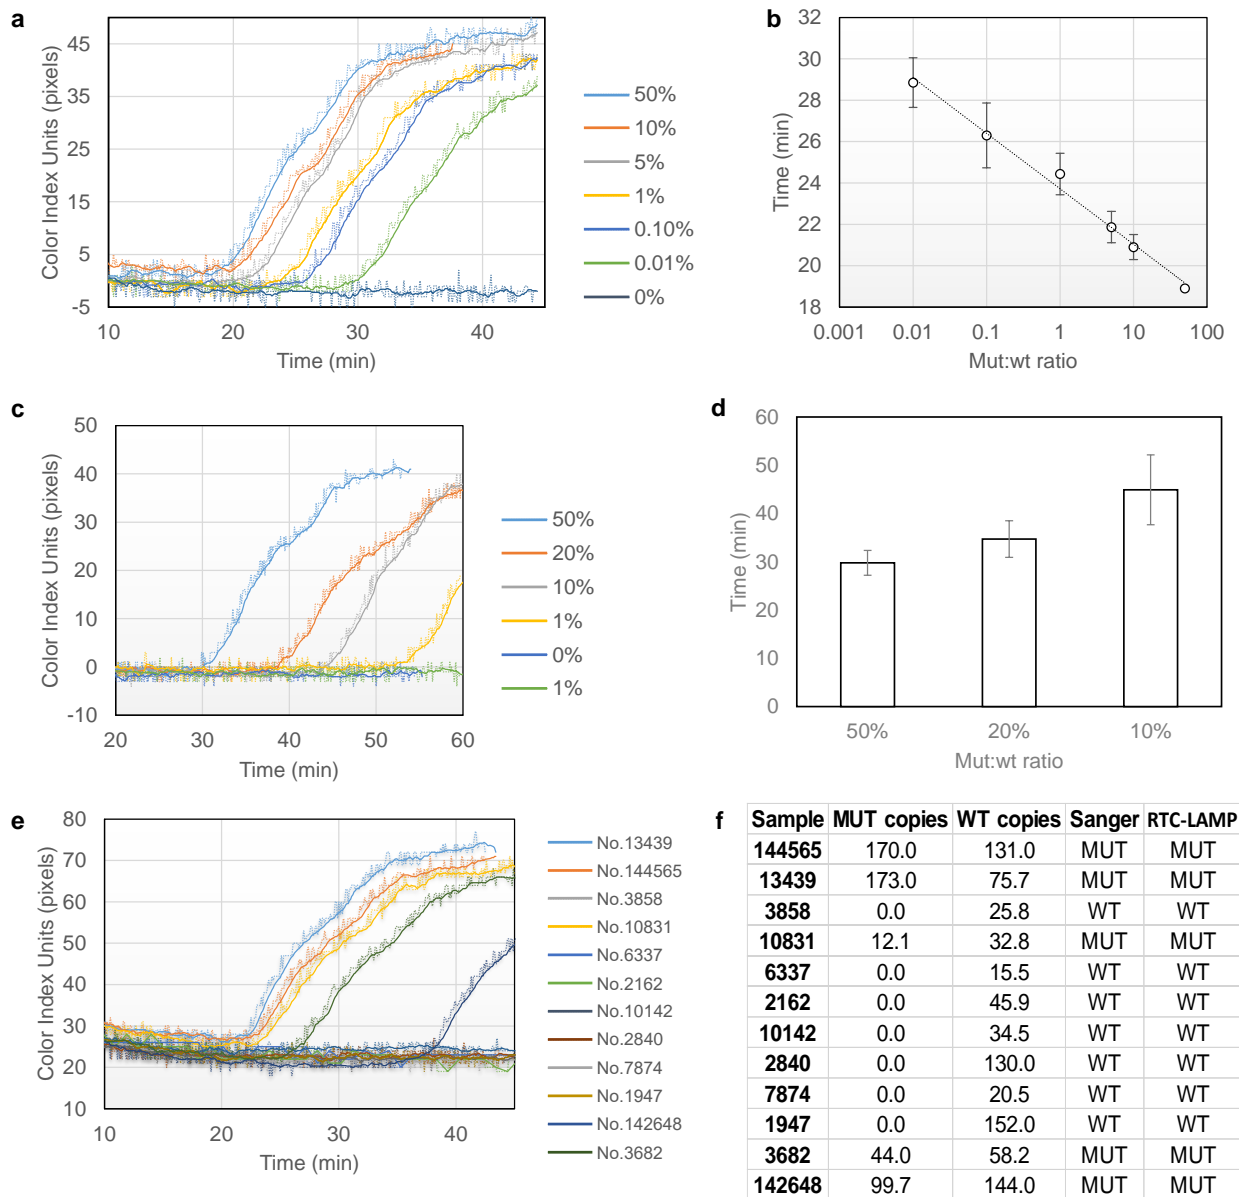 a
Color Index Units (pixels)
45
35
25
15
5
-5
10 20 30 40
Time (min)
50%
10%
5%
1%
0.10%
0.01%
0%
b
Time (min)
32
30
28
26
24
22
20
18
0.001 0.01 0.1 1 10 100
Mut:wt ratio
c
Color Index Units (pixels)
50
40
30
20
10
0
-10
20 30 40 50 60
Time (min)
50%
20%
10%
1%
0%
1%
d
Time (min)
60
50
40
30
20
10
0
50% 20% 10%
Mut:wt ratio
e
Color Index Units (pixels)
80
70
60
50
40
30
20
10
10 20 30 40
Time (min)
No.13439
No.144565
No.3858
No.10831
No.6337
No.2162
No.10142
No.2840
No.7874
No.1947
No.142648
No.3682
f
Sample MUT copies WT copies Sanger RTC-LAMP
144565 170.0 131.0 MUT MUT
13439 173.0 75.7 MUT MUT
3858 0.0 25.8 WT WT
10831 12.1 32.8 MUT MUT
6337 0.0 15.5 WT WT
2162 0.0 45.9 WT WT
10142 0.0 34.5 WT WT
2840 0.0 130.0 WT WT
7874 0.0 20.5 WT WT
1947 0.0 152.0 WT WT
3682 44.0 58.2 MUT MUT
142648 99.7 144.0 MUT MUT